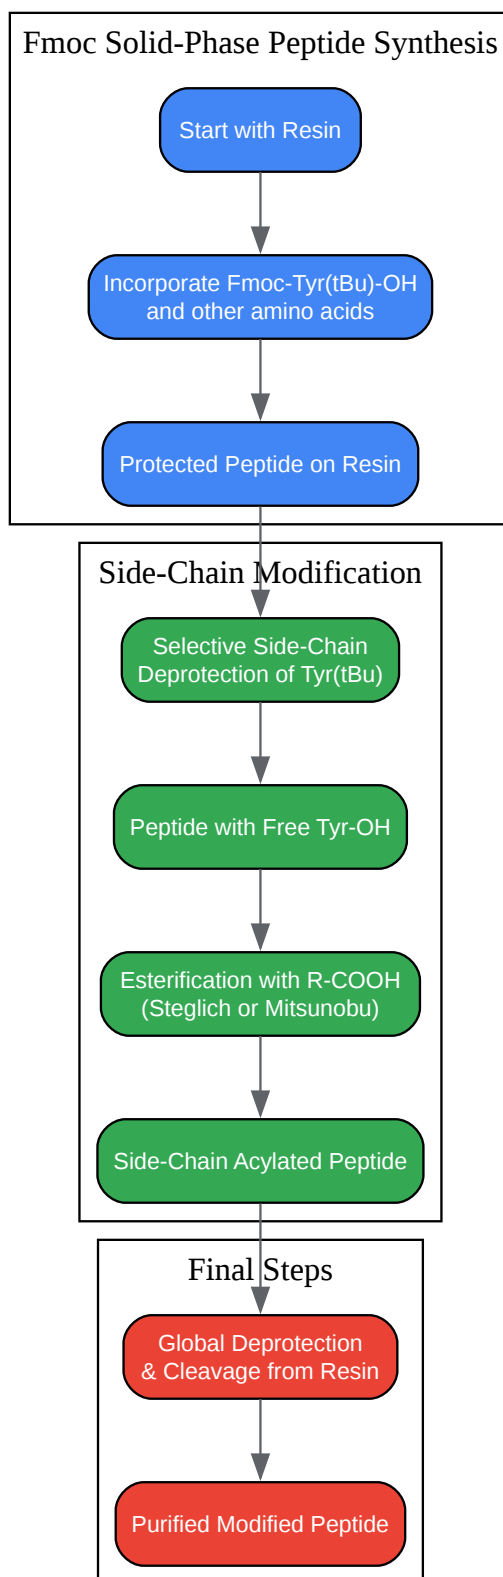 Fmoc Solid-Phase Peptide Synthesis
Start with Resin
Incorporate Fmoc-Tyr(tBu)-OH
and other amino acids
Protected Peptide on Resin
Side-Chain Modification
Selective Side-Chain
Deprotection of Tyr(tBu)
Peptide with Free Tyr-OH
Esterification with R-COOH
(Steglich or Mitsunobu)
Side-Chain Acylated Peptide
Final Steps
Global Deprotection
& Cleavage from Resin
Purified Modified Peptide